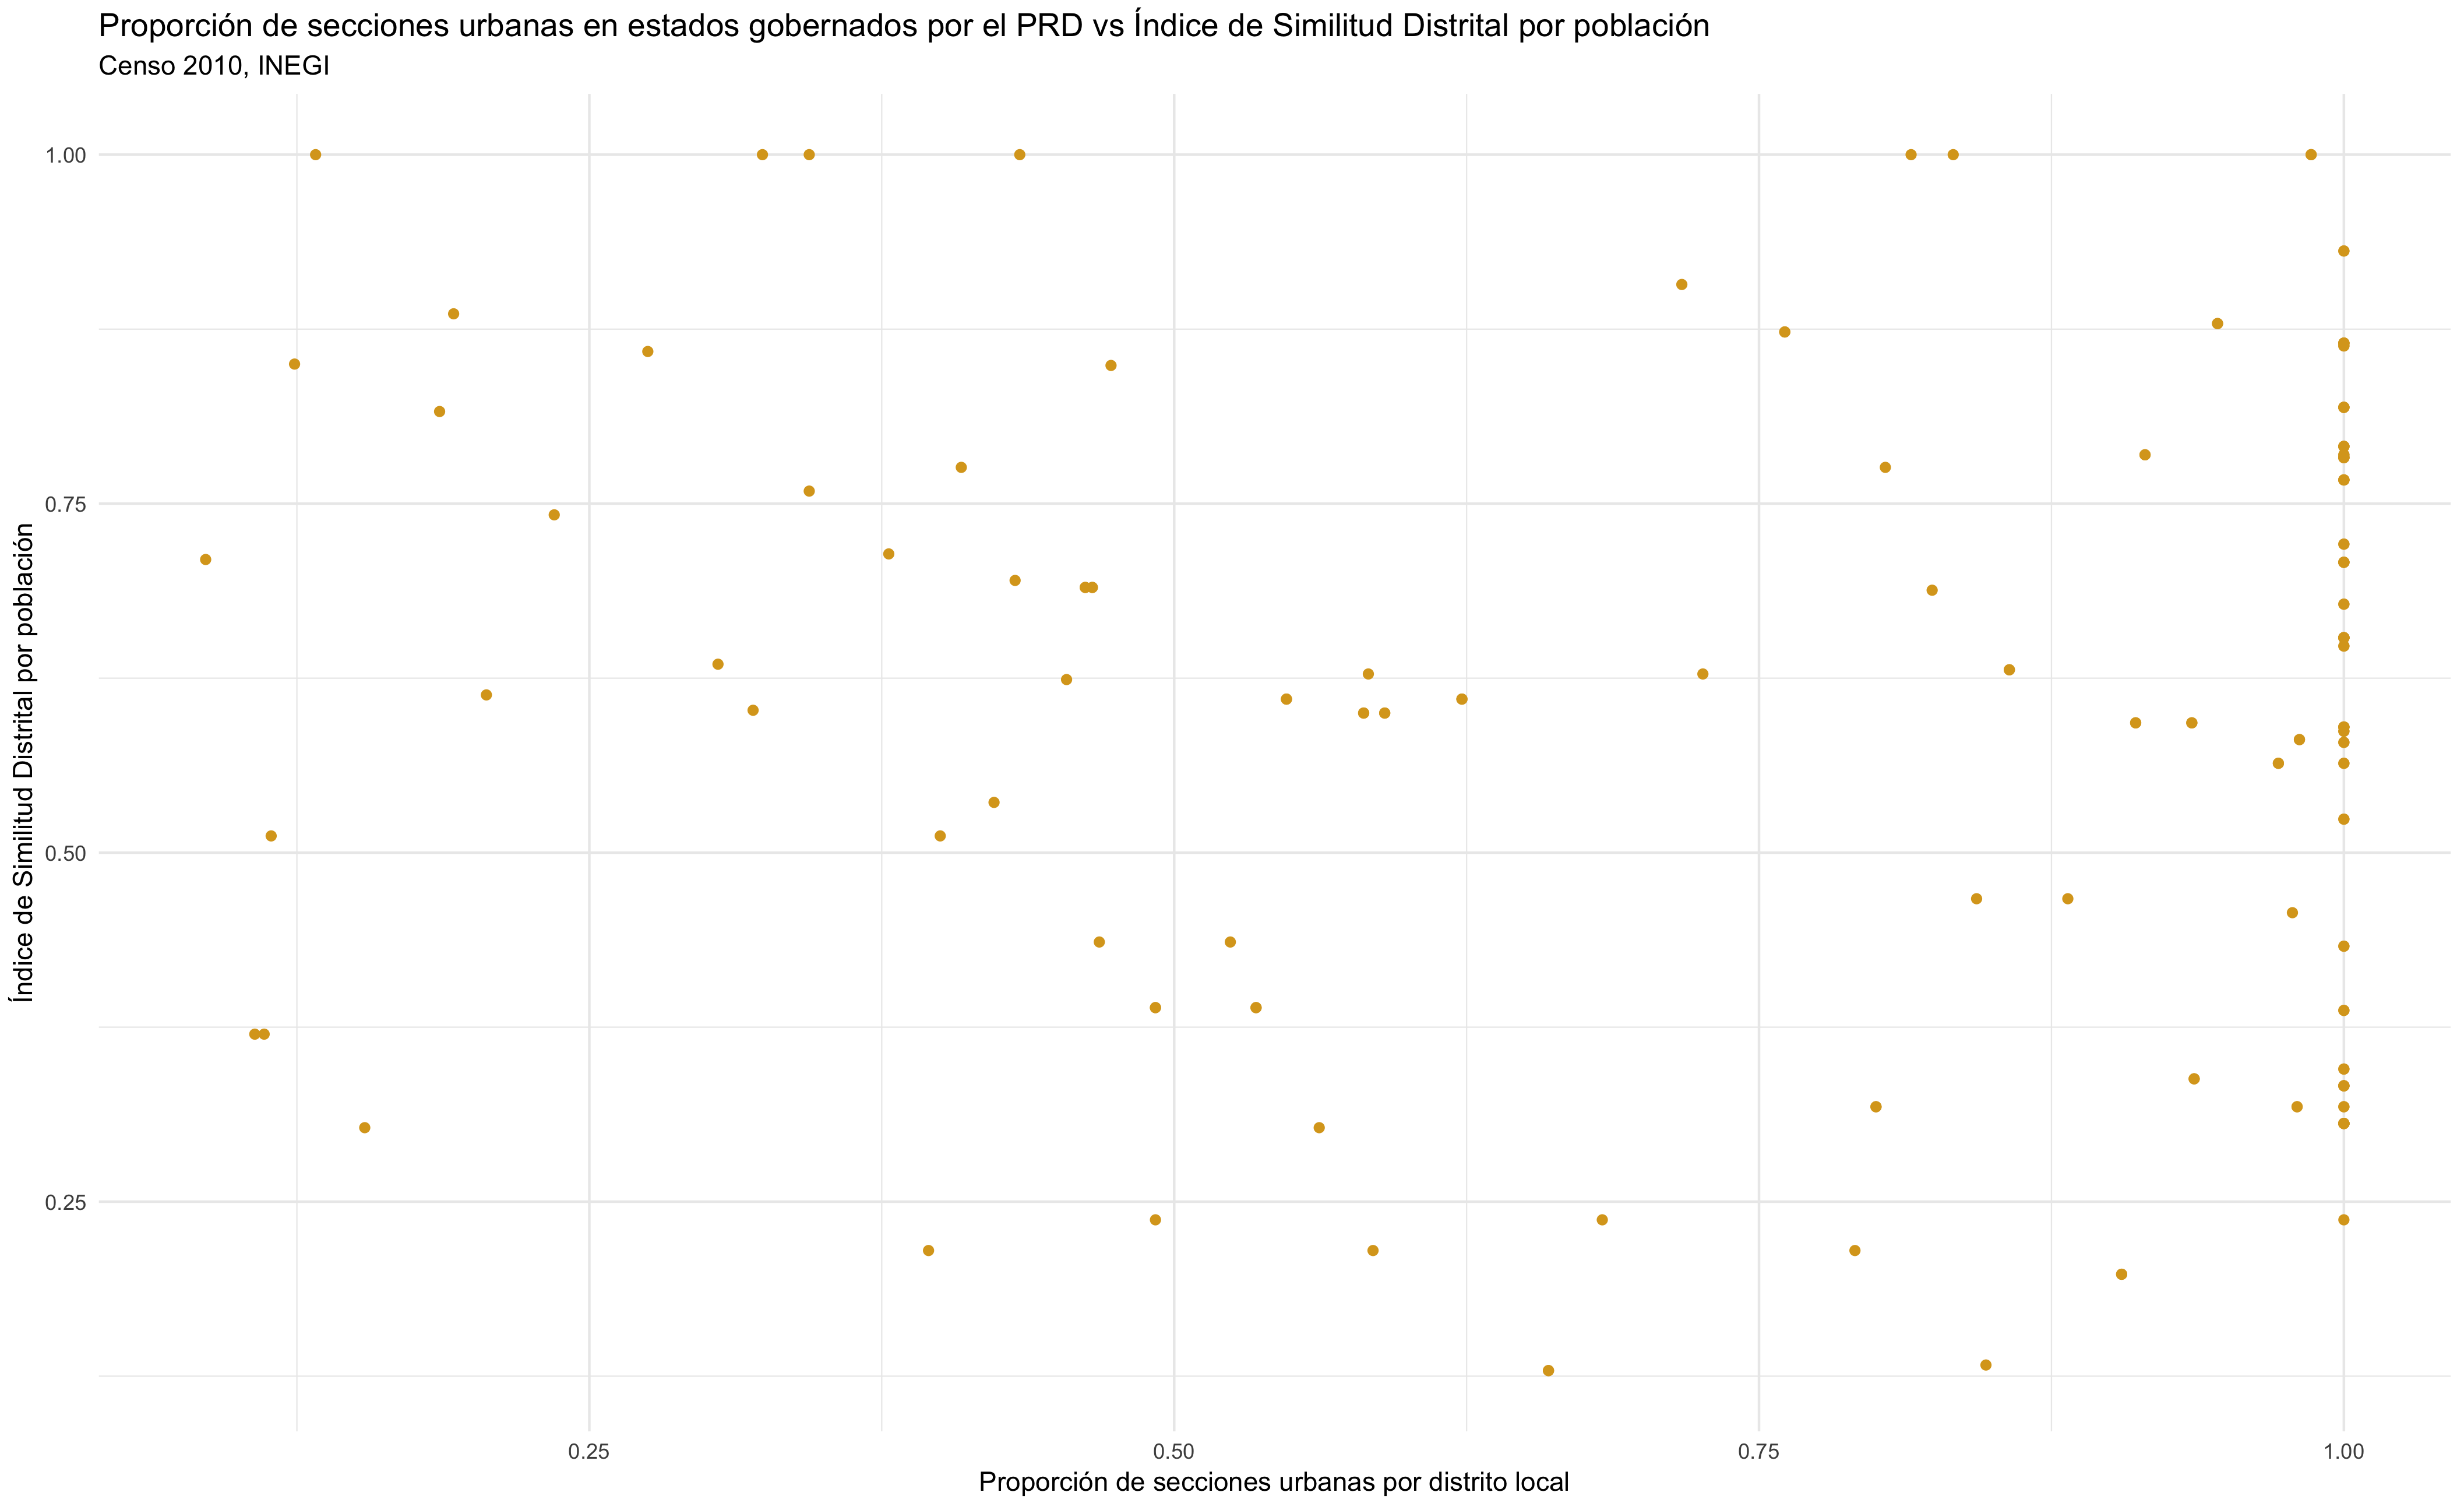 Proporción de secciones urbanas en estados gobernados por el PRD vs Índice de Similitud Distrital por población
Censo 2010, INEGI
Índice de Similitud Distrital por población
1.00
0.75
0.50
0.25
0.25
0.50
0.75
1.00
Proporción de secciones urbanas por distrito local